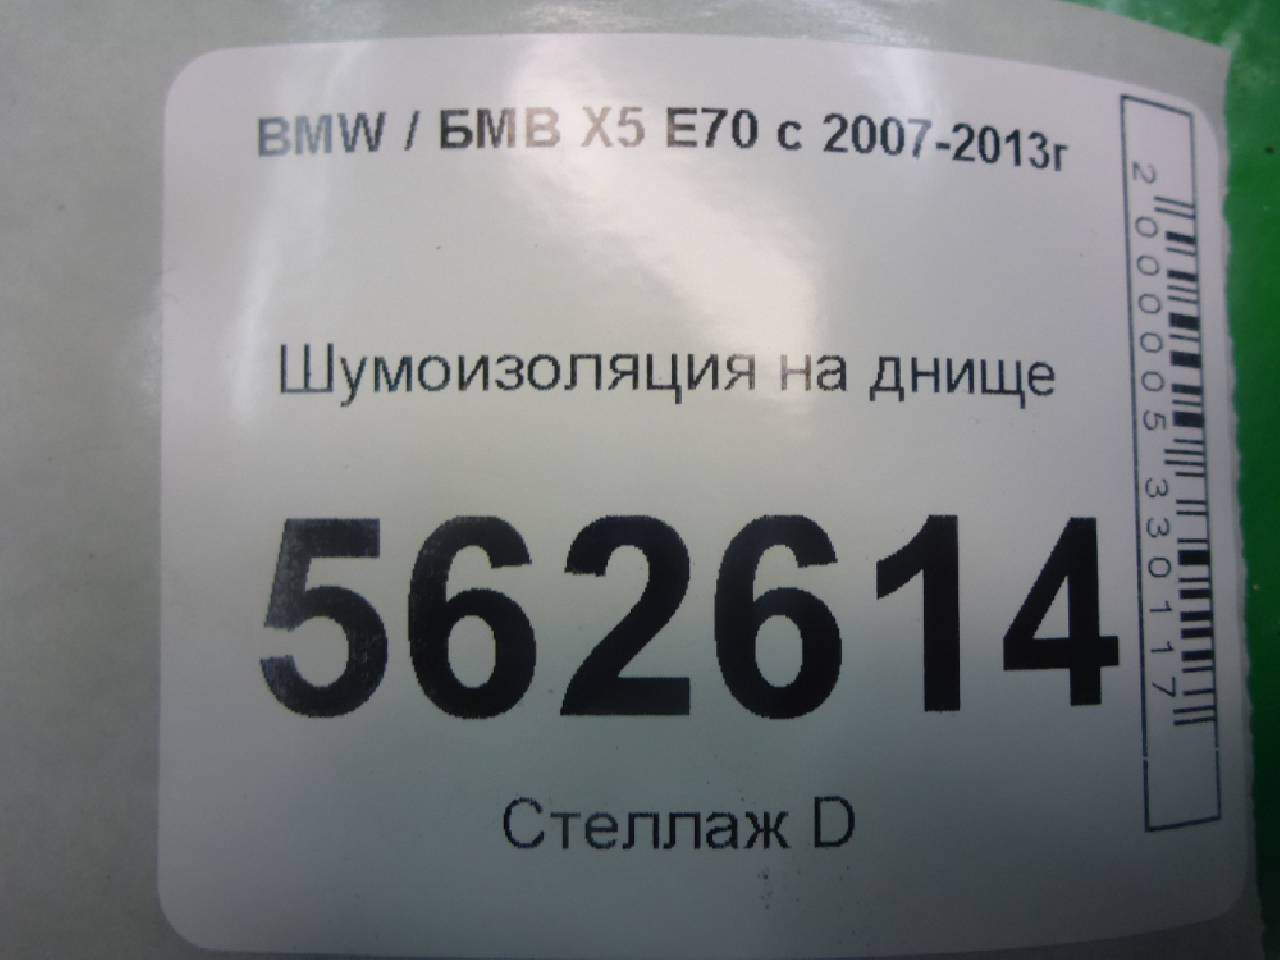 BMW / БМВ X5 E70 с 2007-2013г
Шумоизоляция на днище
562614
Стеллаж D
2000005330117